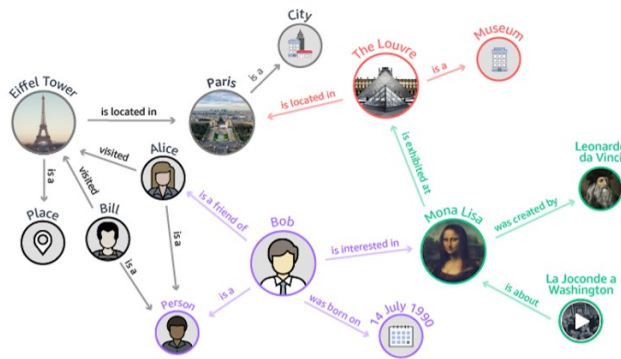 City
The Louvre
Museum
is a
is a
Eiffel Tower
Paris
is located in
is located in
Leonardo
da Vinci
visited
Alice
is exhibited at
visited
is a
Mona Lisa
was created by
Place
Bill
is a friend of
Bob
is interested in
is a
is a
La Joconde a
Washington
is about
is a
was born on
14 July 1990
Person